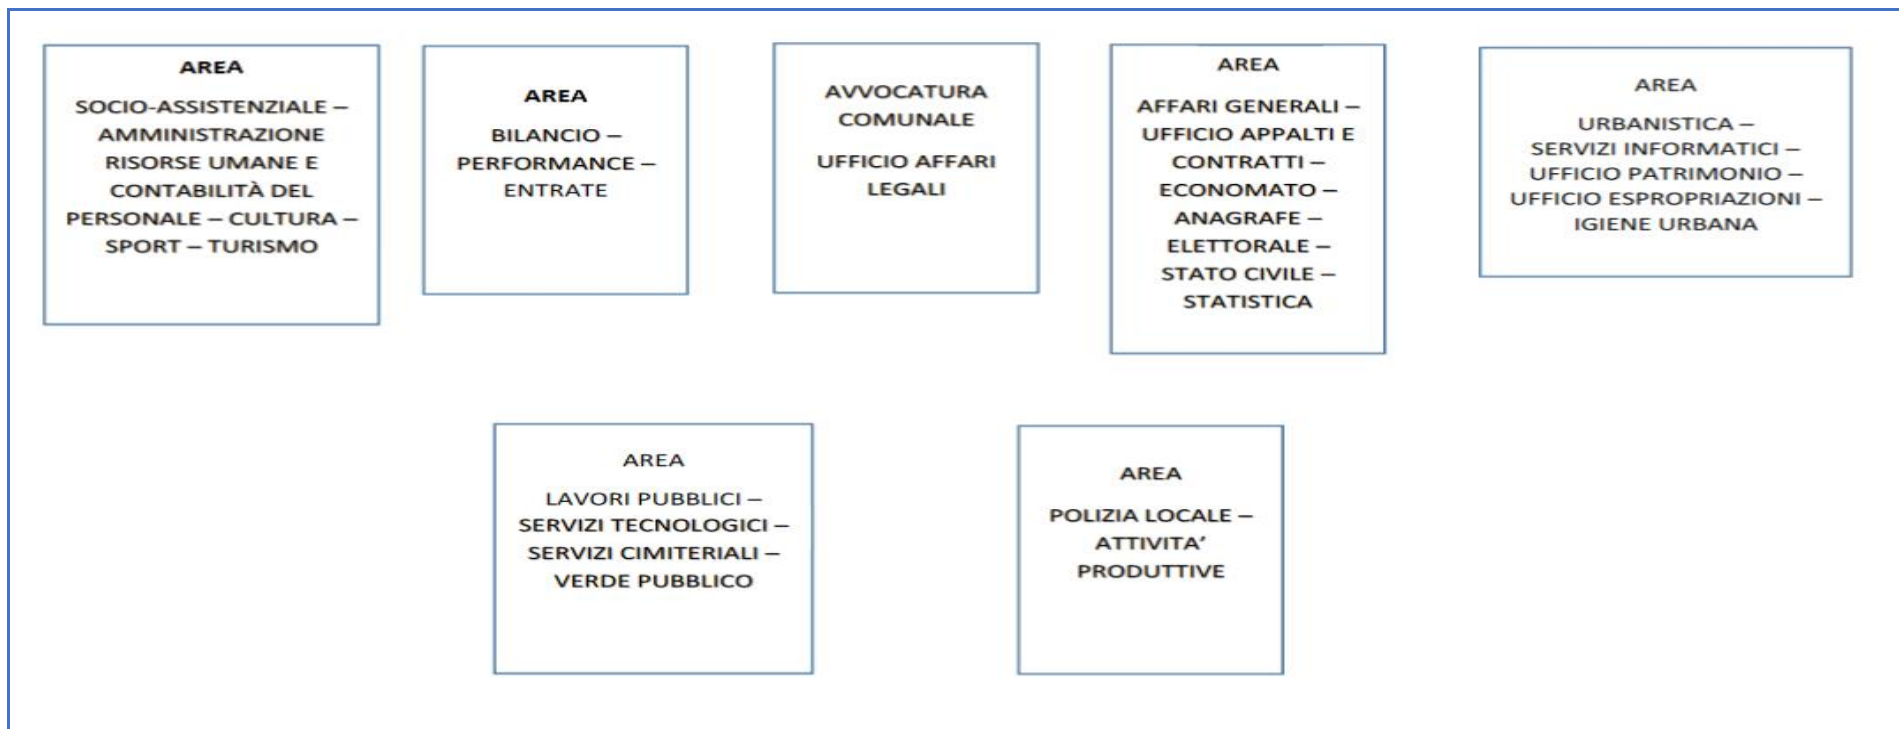 AREA
SOCIO-ASSISTENZIALE –
AMMINISTRAZIONE
RISORSE UMANE E
CONTABILITÀ DEL
PERSONALE – CULTURA –
SPORT – TURISMO
AREA
BILANCIO –
PERFORMANCE –
ENTRATE
AVVOCATURA
COMUNALE
UFFICIO AFFARI
LEGALI
AREA
AFFARI GENERALI –
UFFICIO APPALTI E
CONTRATTI –
ECONOMATO –
ANAGRAFE –
ELETTORALE –
STATO CIVILE –
STATISTICA
AREA
URBANISTICA –
SERVIZI INFORMATICI –
UFFICIO PATRIMONIO –
UFFICIO ESPROPRIAZIONI –
IGIENE URBANA
AREA
LAVORI PUBBLICI –
SERVIZI TECNOLOGICI –
SERVIZI CIMITERIALI –
VERDE PUBBLICO
AREA
POLIZIA LOCALE –
ATTIVITA’
PRODUTTIVE